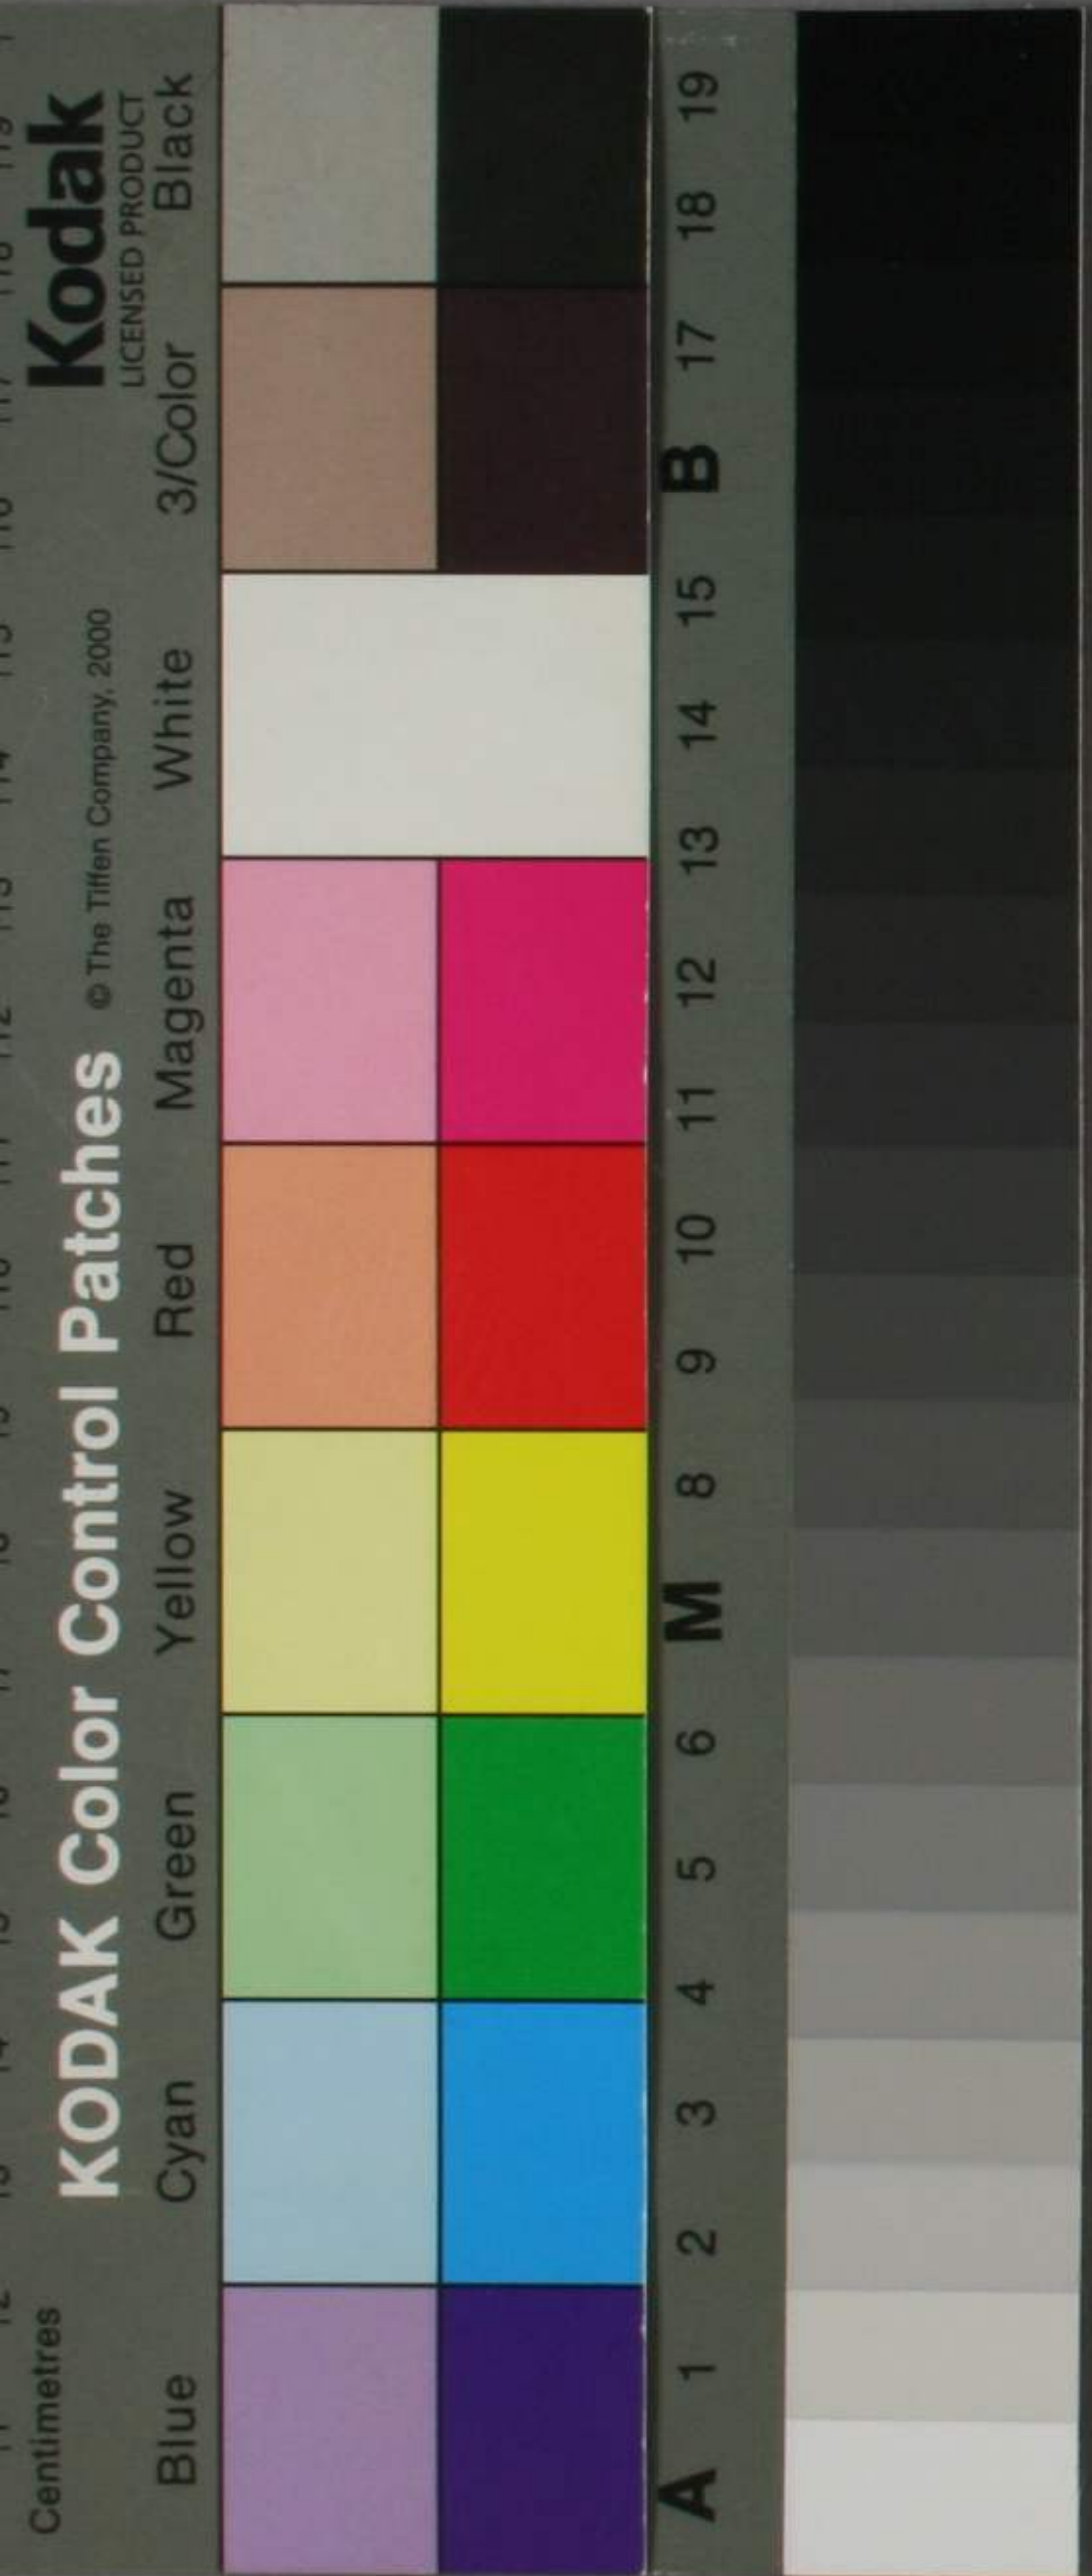 Centimetres
KODAK Color Control Patches © The Tiffen Company, 2000
Kodak
LICENSED PRODUCT
Blue Cyan Green Yellow Red Magenta White 3/Color Black
A 1 2 3 4 5 6 M 8 9 10 11 12 13 14 15 B 17 18 19